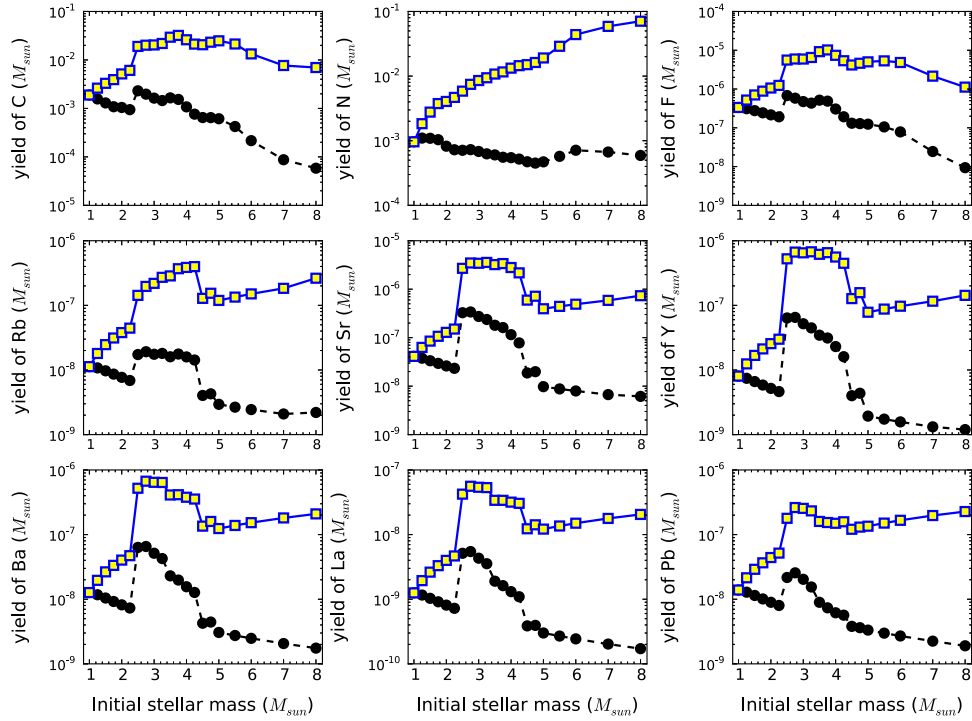 yield of C (M_sun)
10^0
10^-1
10^-2
10^-3
10^-4
10^-5
1 2 3 4 5 6 7 8
yield of N (M_sun)
10^-1
10^-2
10^-3
10^-4
1 2 3 4 5 6 7 8
yield of F (M_sun)
10^-4
10^-5
10^-6
10^-7
10^-8
10^-9
1 2 3 4 5 6 7 8
yield of Rb (M_sun)
10^-6
10^-7
10^-8
10^-9
1 2 3 4 5 6 7 8
yield of Sr (M_sun)
10^-5
10^-6
10^-7
10^-8
10^-9
1 2 3 4 5 6 7 8
yield of Y (M_sun)
10^-6
10^-7
10^-8
10^-9
1 2 3 4 5 6 7 8
yield of Ba (M_sun)
10^-6
10^-7
10^-8
10^-9
1 2 3 4 5 6 7 8
Initial stellar mass (M_sun)
yield of La (M_sun)
10^-7
10^-8
10^-9
10^-10
1 2 3 4 5 6 7 8
Initial stellar mass (M_sun)
yield of Pb (M_sun)
10^-6
10^-7
10^-8
10^-9
1 2 3 4 5 6 7 8
Initial stellar mass (M_sun)